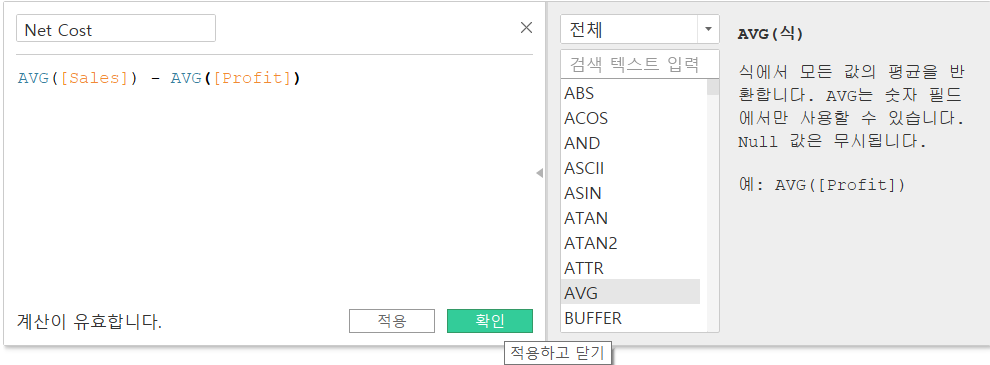 Net Cost
AVG([Sales]) - AVG([Profit])
계산이 유효합니다.
적용
확인
적용하고 닫기
전체
검색 텍스트 입력
ABS
ACOS
AND
ASCII
ASIN
ATAN
ATAN2
ATTR
AVG
BUFFER
AVG(식)
식에서 모든 값의 평균을 반
환합니다. AVG는 숫자 필드
에서만 사용할 수 있습니다.
Null 값은 무시됩니다.
예: AVG([Profit])